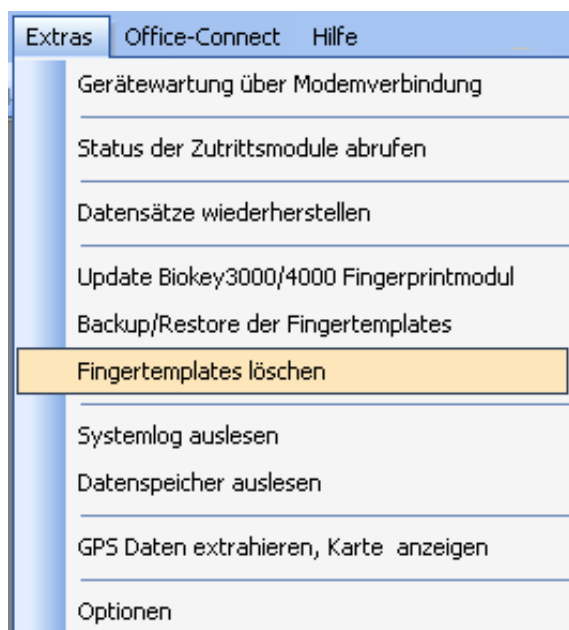 Extras Office-Connect Hilfe
Gerätewartung über Modemverbindung
Status der Zutrittsmodule abrufen
Datensätze wiederherstellen
Update Biokey3000/4000 Fingerprintmodul
Backup/Restore der Fingertemplates
Fingertemplates löschen
Systemlog auslesen
Datenspeicher auslesen
GPS Daten extrahieren, Karte anzeigen
Optionen